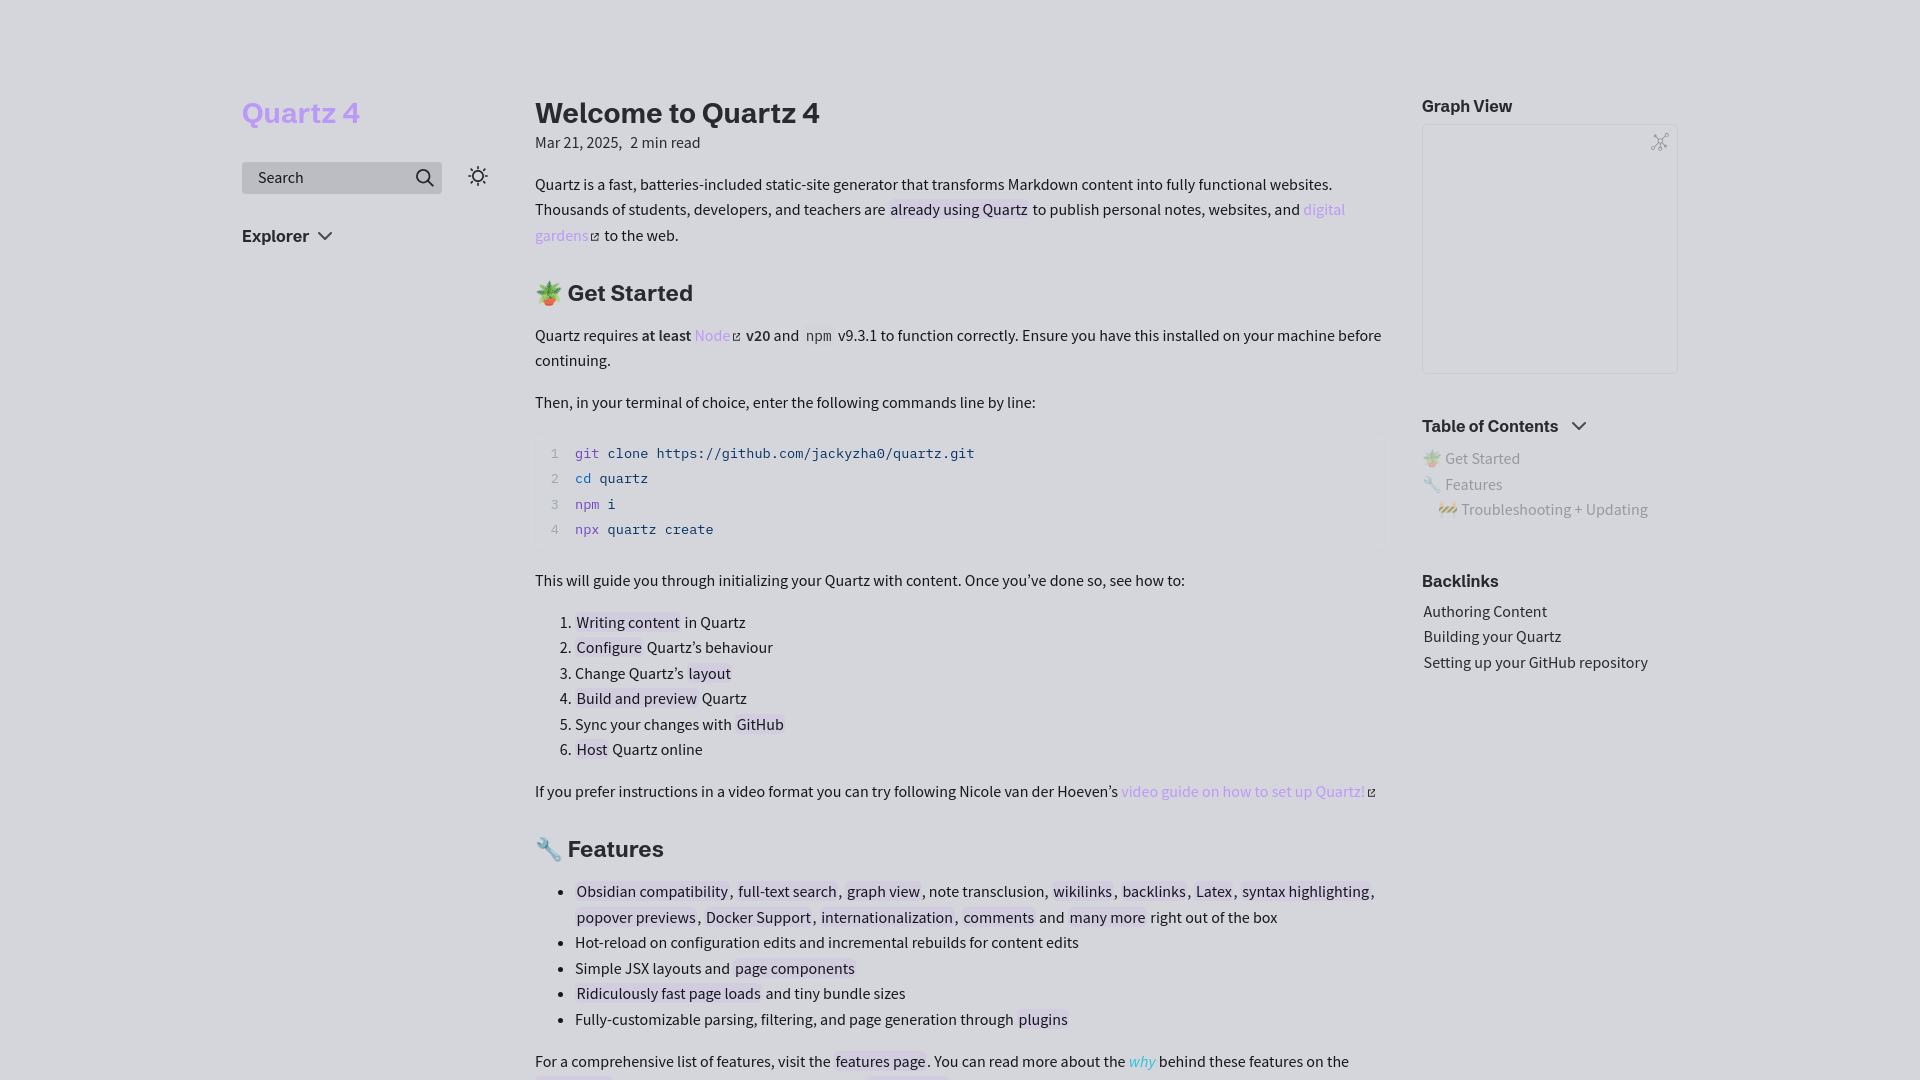 Quartz 4
Search
Explorer
Welcome to Quartz 4
Mar 21, 2025, 2 min read
Quartz is a fast, batteries-included static-site generator that transforms Markdown content into fully functional websites.
Thousands of students, developers, and teachers are already using Quartz to publish personal notes, websites, and digital
gardens to the web.
🪴 Get Started
Quartz requires at least Node v20 and npm v9.3.1 to function correctly. Ensure you have this installed on your machine before
continuing.
Then, in your terminal of choice, enter the following commands line by line:
1 git clone https://github.com/jackyzha0/quartz.git
2 cd quartz
3 npm i
4 npx quartz create
This will guide you through initializing your Quartz with content. Once you’ve done so, see how to:
1. Writing content in Quartz
2. Configure Quartz’s behaviour
3. Change Quartz’s layout
4. Build and preview Quartz
5. Sync your changes with GitHub
6. Host Quartz online
If you prefer instructions in a video format you can try following Nicole van der Hoeven’s video guide on how to set up Quartz!
🔧 Features
• Obsidian compatibility, full-text search, graph view, note transclusion, wikilinks, backlinks, Latex, syntax highlighting,
popover previews, Docker Support, internationalization, comments and many more right out of the box
• Hot-reload on configuration edits and incremental rebuilds for content edits
• Simple JSX layouts and page components
• Ridiculously fast page loads and tiny bundle sizes
• Fully-customizable parsing, filtering, and page generation through plugins
For a comprehensive list of features, visit the features page. You can read more about the why behind these features on the
Graph View
Table of Contents
🪴 Get Started
🔧 Features
🚧 Troubleshooting + Updating
Backlinks
Authoring Content
Building your Quartz
Setting up your GitHub repository